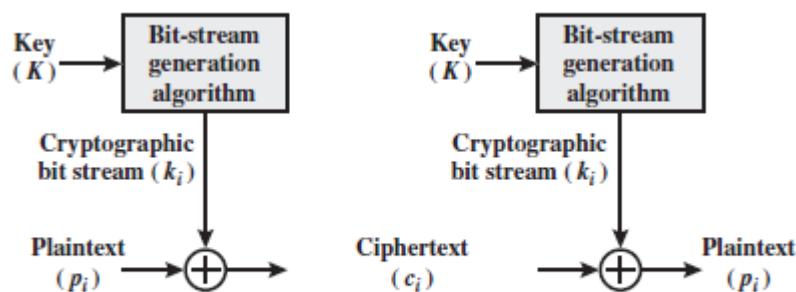 Key
(K)
Bit-stream
generation
algorithm
Cryptographic
bit stream (kᵢ)
Plaintext
(pᵢ)
Ciphertext
(cᵢ)
Key
(K)
Bit-stream
generation
algorithm
Cryptographic
bit stream (kᵢ)
Plaintext
(pᵢ)